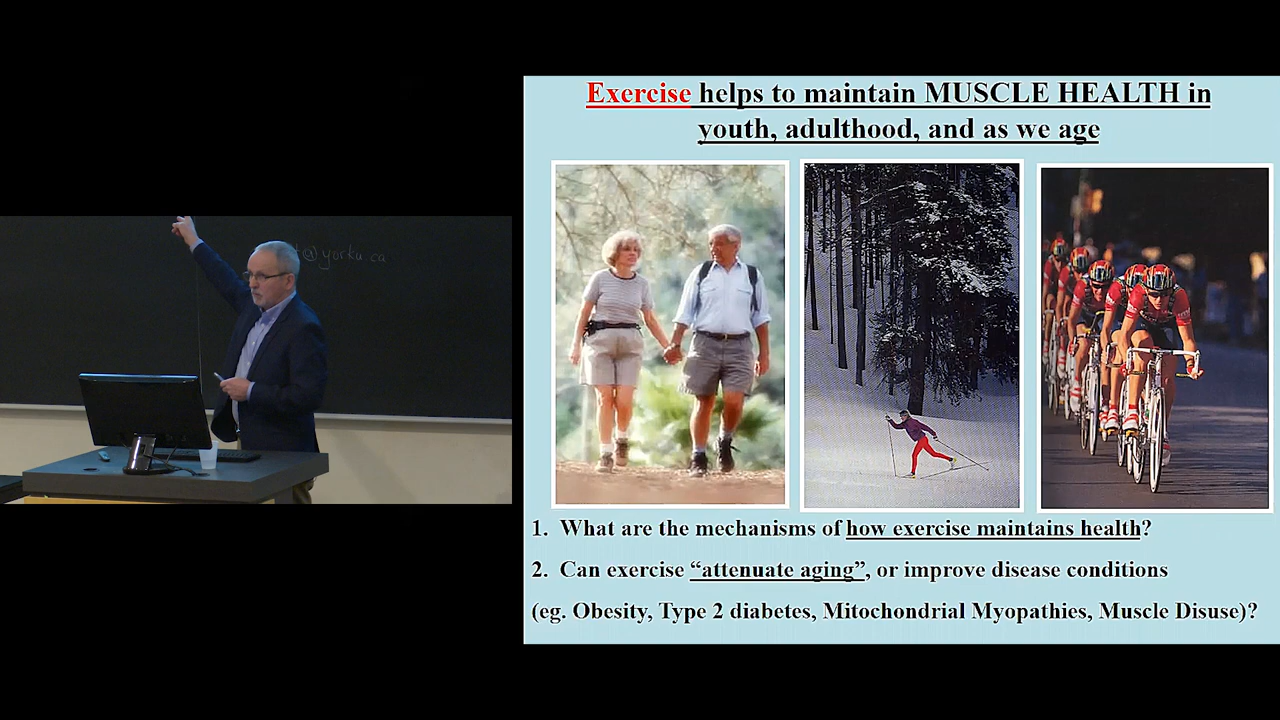 @yorku.ca
Exercise helps to maintain MUSCLE HEALTH in
youth, adulthood, and as we age
1. What are the mechanisms of how exercise maintains health?
2. Can exercise “attenuate aging”, or improve disease conditions
(eg. Obesity, Type 2 diabetes, Mitochondrial Myopathies, Muscle Disuse)?